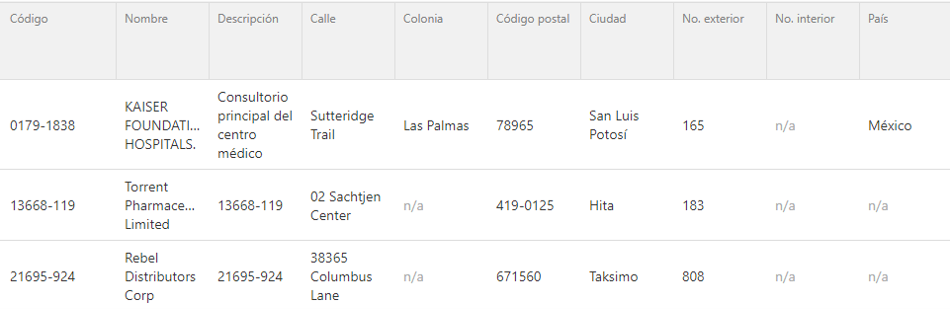 Código Nombre Descripción Calle Colonia Código postal Ciudad No. exterior No. interior País
0179-1838 KAISER FOUNDATI... HOSPITALS. Consultorio principal del centro médico Sutteridge Trail Las Palmas 78965 San Luis Potosí 165 n/a México
13668-119 Torrent Pharmace... Limited 13668-119 02 Sachtjen Center n/a 419-0125 Hita 183 n/a n/a
21695-924 Rebel Distributors Corp 21695-924 38365 Columbus Lane n/a 671560 Taksimo 808 n/a n/a